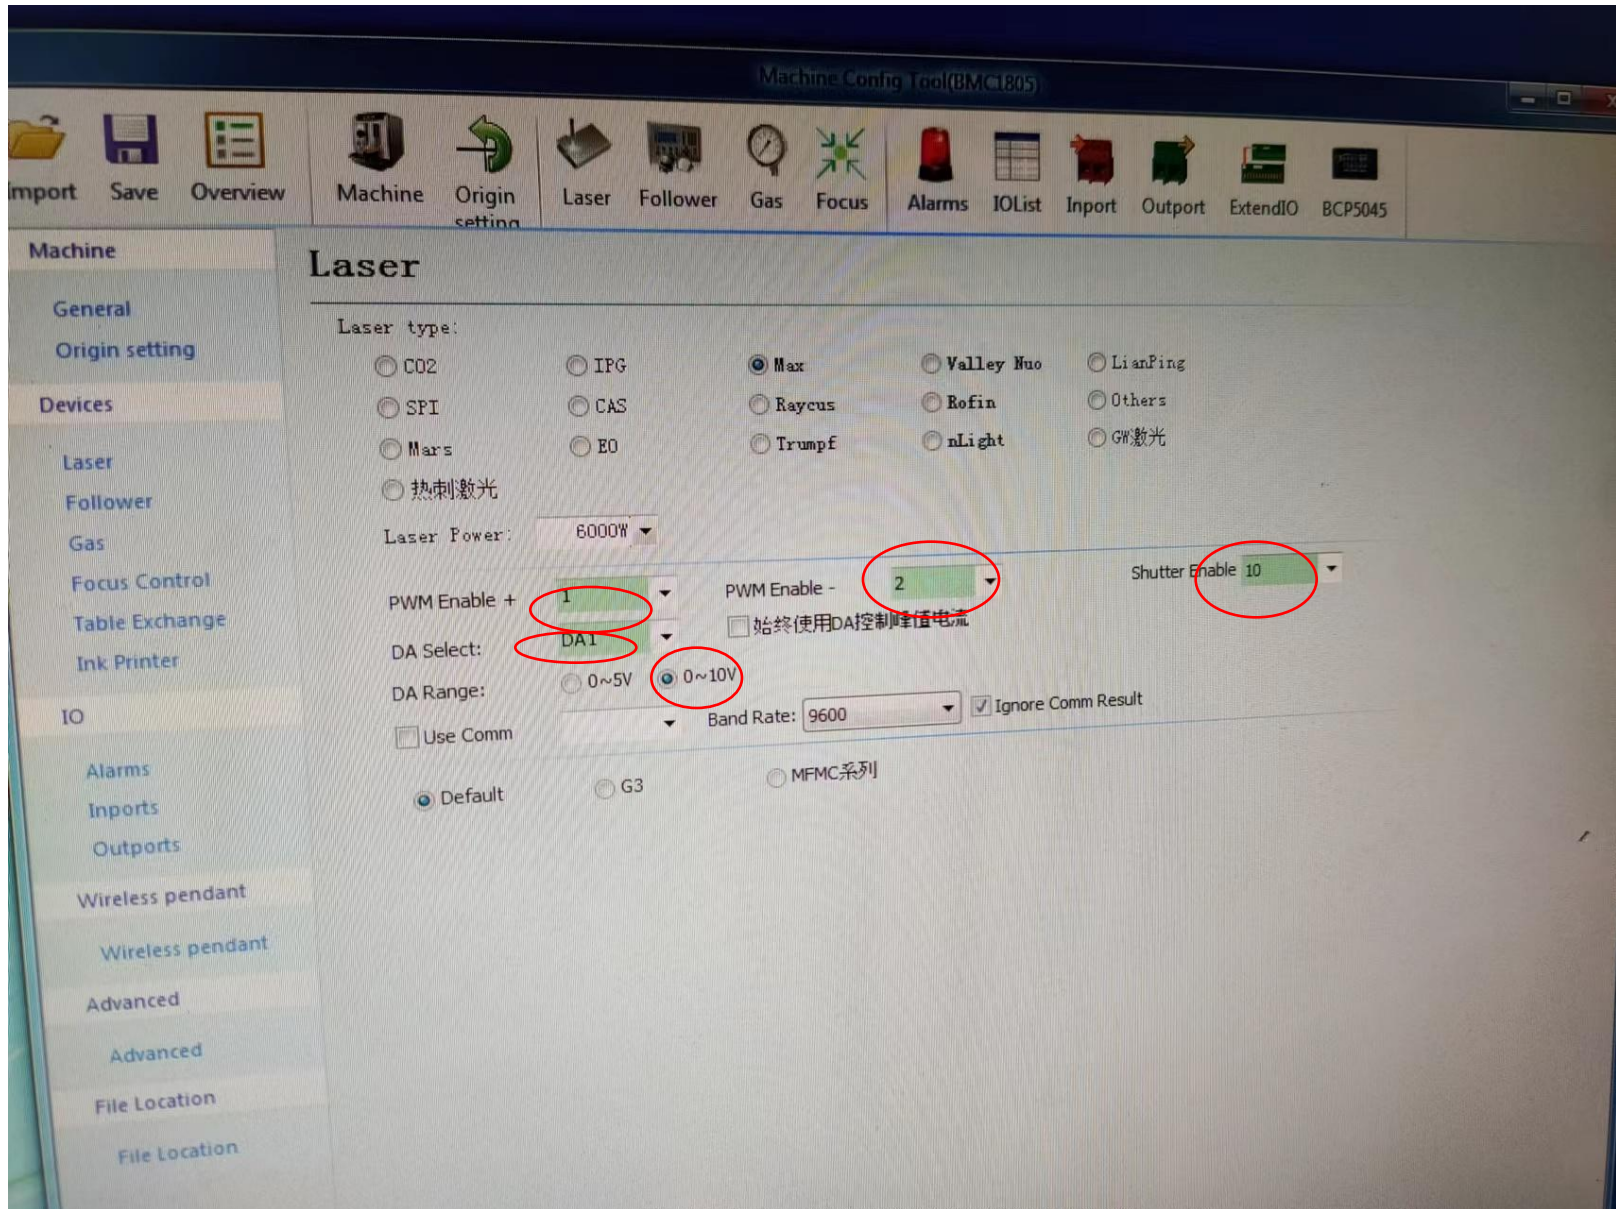 Machine Config Tool(BMC1805)
Import Save Overview Machine Origin setting Laser Follower Gas Focus Alarms IOList Inport Outport ExtendIO BCP5045
Machine
General
Origin setting
Devices
Laser
Follower
Gas
Focus Control
Table Exchange
Ink Printer
IO
Alarms
Inports
Outports
Wireless pendant
Wireless pendant
Advanced
Advanced
File Location
File Location
Laser
Laser type:
CO2 IPG Max Valley Nuo LianPing
SPI CAS Raycus Rofin Others
Mars EO Trumpf nLight GW激光
热刺激光
Laser Power: 6000W
PWM Enable + 1 PWM Enable - 2 Shutter Enable 10
DA Select: DA1 始终使用DA控制峰值电流
DA Range: 0~5V 0~10V
Use Comm Band Rate: 9600 Ignore Comm Result
Default G3 MFMC系列